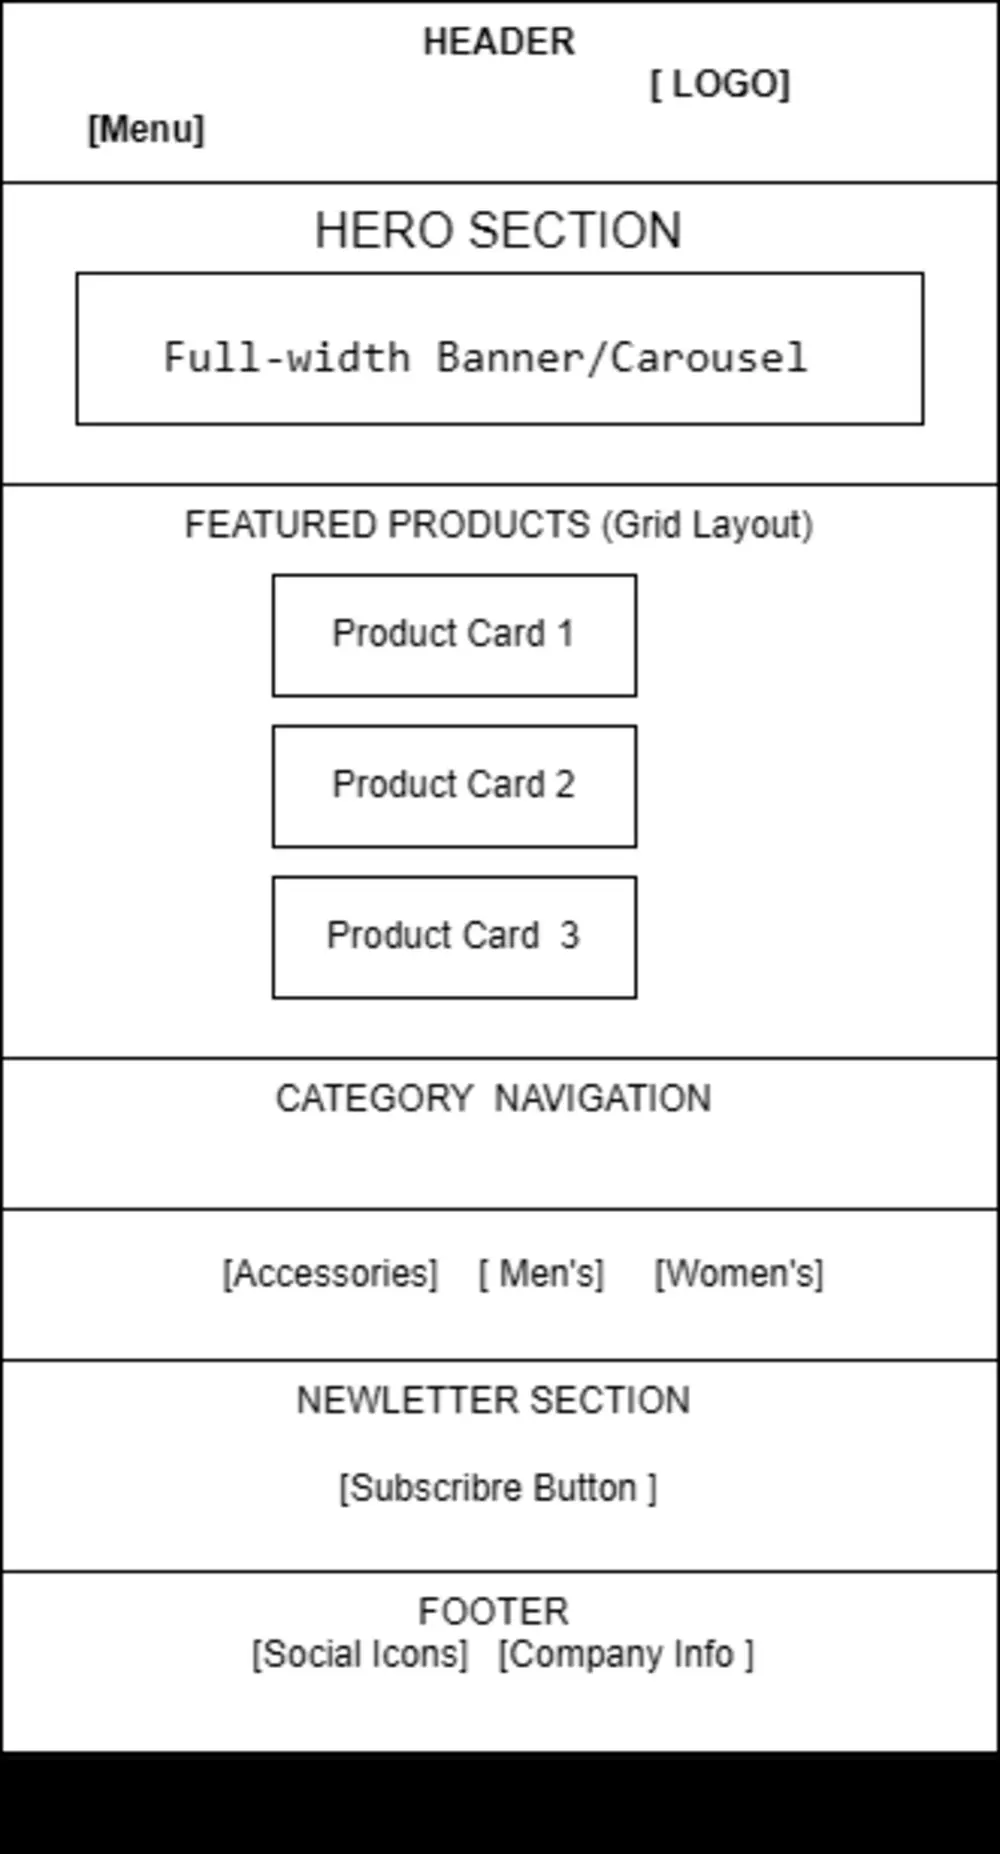 HEADER
[ LOGO]
[Menu]
HERO SECTION
Full-width Banner/Carousel
FEATURED PRODUCTS (Grid Layout)
Product Card 1
Product Card 2
Product Card  3
CATEGORY  NAVIGATION
[Accessories]    [ Men's]     [Women's]
NEWLETTER SECTION
[Subscribre Button ]
FOOTER
[Social Icons]   [Company Info ]